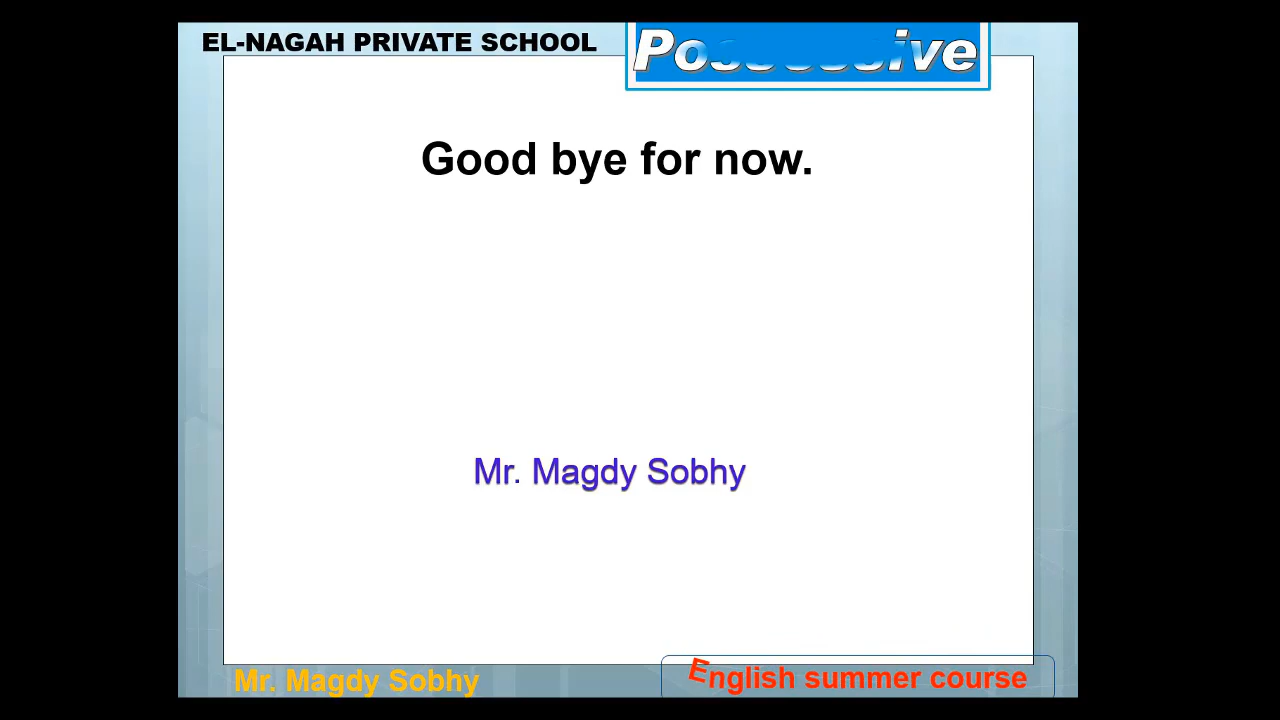 EL-NAGAH PRIVATE SCHOOL
Possessive
Good bye for now.
Mr. Magdy Sobhy
Mr. Magdy Sobhy
English summer course